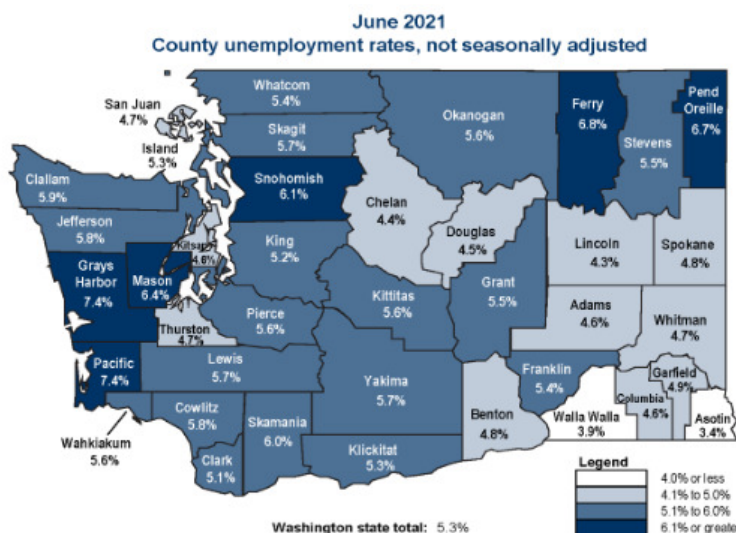 June 2021
County unemployment rates, not seasonally adjusted
San Juan
4.7%
Whatcom
5.4%
Okanogan
5.6%
Ferry
6.8%
Pend
Oreille
6.7%
Stevens
5.5%
Skagit
5.7%
Island
5.3%
Snohomish
6.1%
Clallam
5.9%
Jefferson
5.8%
Chelan
4.4%
Douglas
4.5%
Kitsap
4.6%
King
5.2%
Lincoln
4.3%
Spokane
4.8%
Grays
Harbor
7.4%
Mason
6.4%
Kittitas
5.6%
Grant
5.5%
Pierce
5.6%
Adams
4.6%
Whitman
4.7%
Thurston
4.7%
Pacific
7.4%
Lewis
5.7%
Yakima
5.7%
Franklin
5.4%
Garfield
4.9%
Columbia
4.6%
Benton
4.8%
Walla Walla
3.9%
Asotin
3.4%
Wahkiakum
5.6%
Cowlitz
5.8%
Skamania
6.0%
Klickitat
5.3%
Clark
5.1%
Legend
4.0% or less
4.1% to 5.0%
5.1% to 6.0%
6.1% or greate
Washington state total: 5.3%